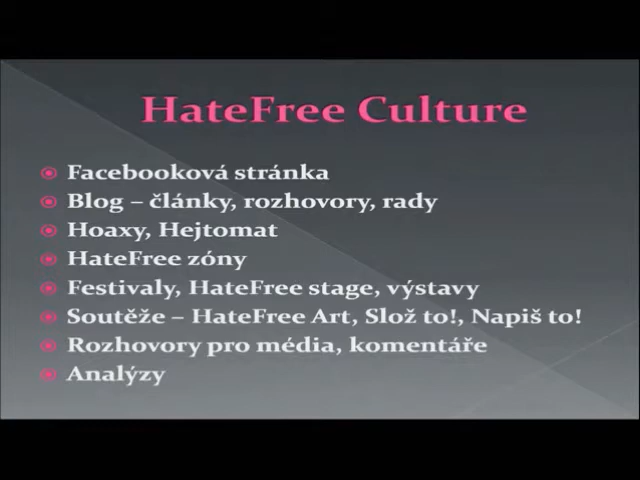 HateFree Culture
Facebooková stránka
Blog – články, rozhovory, rady
Hoaxy, Hejtomat
HateFree zóny
Festivaly, HateFree stage, výstavy
Soutěže – HateFree Art, Slož to!, Napiš to!
Rozhovory pro média, komentáře
Analýzy